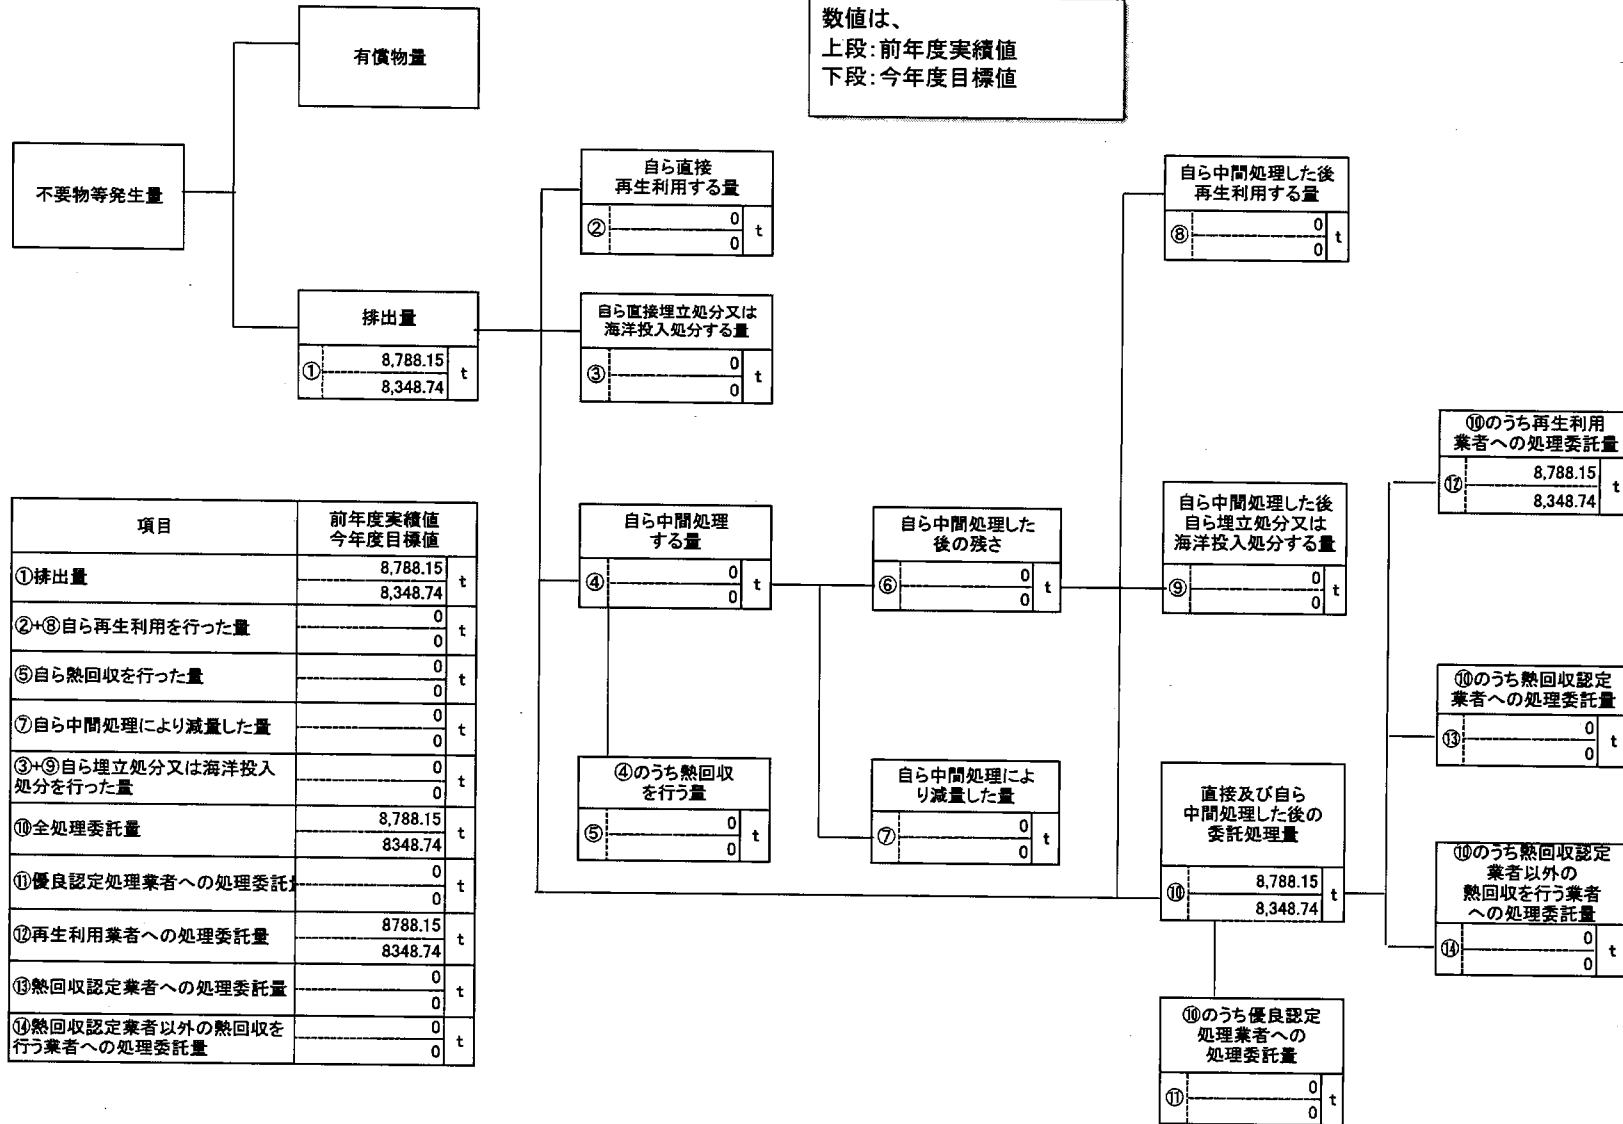 数値は、
上段:前年度実績値
下段:今年度目標値
有償物量
不要物等発生量
排出量
① 8,788.15 t
8,348.74
自ら直接
再生利用する量
② 0 t
0
自ら直接埋立処分又は
海洋投入処分する量
③ 0 t
0
自ら中間処理
する量
④ 0 t
0
④のうち熱回収
を行う量
⑤ 0 t
0
自ら中間処理した
後の残さ
⑥ 0 t
0
自ら中間処理によ
り減量した量
⑦ 0 t
0
自ら中間処理した後
再生利用する量
⑧ 0 t
0
自ら中間処理した後
自ら埋立処分又は
海洋投入処分する量
⑨ 0 t
0
直接及び自ら
中間処理した後の
委託処理量
⑩ 8,788.15 t
8,348.74
⑩のうち優良認定
処理業者への
処理委託量
⑪ 0 t
0
⑩のうち再生利用
業者への処理委託量
⑫ 8,788.15 t
8,348.74
⑩のうち熱回収認定
業者への処理委託量
⑬ 0 t
0
⑩のうち熱回収認定
業者以外の
熱回収を行う業者
への処理委託量
⑭ 0 t
0
項目 前年度実績値
今年度目標値
①排出量 8,788.15 t
8,348.74
②+⑧自ら再生利用を行った量 0 t
0
⑤自ら熱回収を行った量 0 t
0
⑦自ら中間処理により減量した量 0 t
0
③+⑨自ら埋立処分又は海洋投入
処分を行った量 0 t
0
⑩全処理委託量 8,788.15 t
8348.74
⑪優良認定処理業者への処理委託 0 t
0
⑫再生利用業者への処理委託量 8788.15 t
8348.74
⑬熱回収認定業者への処理委託量 0 t
0
⑭熱回収認定業者以外の熱回収を
行う業者への処理委託量 0 t
0